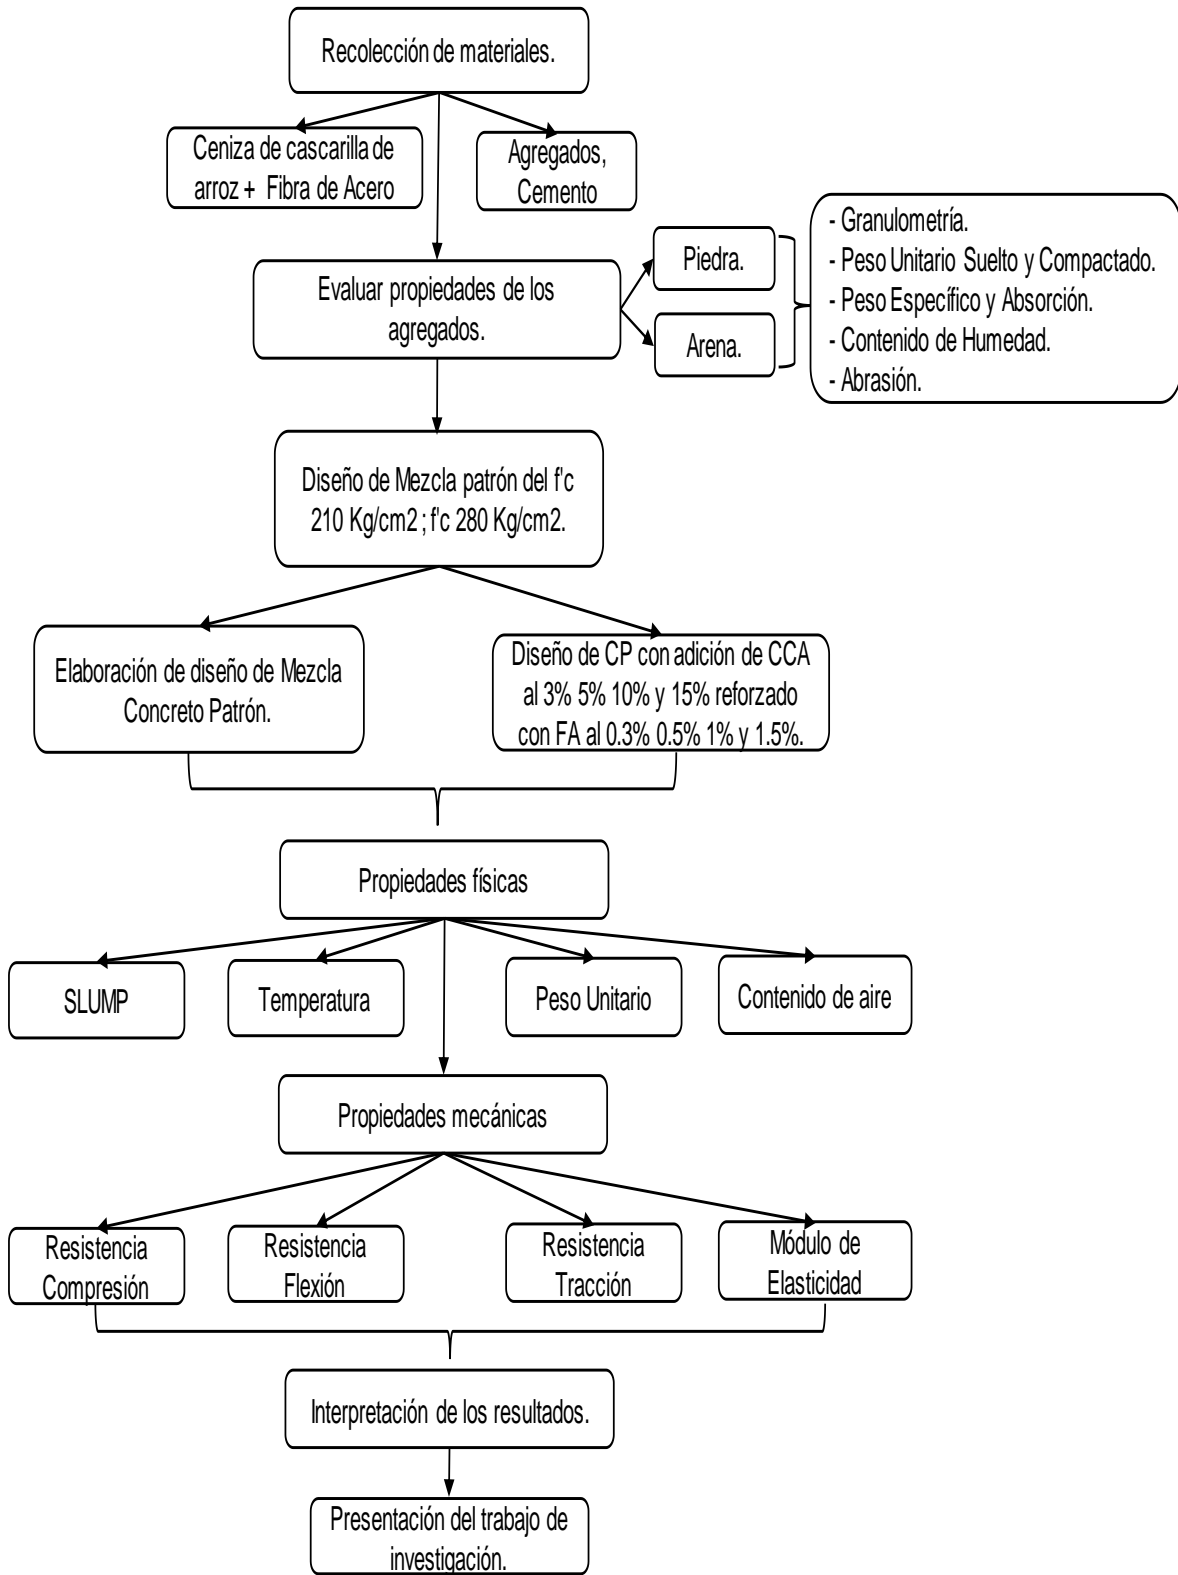 Recolección de materiales.
Ceniza de cascarilla de
arroz + Fibra de Acero
Agregados,
Cemento
Evaluar propiedades de los
agregados.
Piedra.
Arena.
- Granulometría.
- Peso Unitario Suelto y Compactado.
- Peso Específico y Absorción.
- Contenido de Humedad.
- Abrasión.
Diseño de Mezcla patrón del f'c
210 Kg/cm2 ; f'c 280 Kg/cm2.
Elaboración de diseño de Mezcla
Concreto Patrón.
Diseño de CP con adición de CCA
al 3% 5% 10% y 15% reforzado
con FA al 0.3% 0.5% 1% y 1.5%.
Propiedades físicas
SLUMP
Temperatura
Peso Unitario
Contenido de aire
Propiedades mecánicas
Resistencia
Compresión
Resistencia
Flexión
Resistencia
Tracción
Módulo de
Elasticidad
Interpretación de los resultados.
Presentación del trabajo de
investigación.